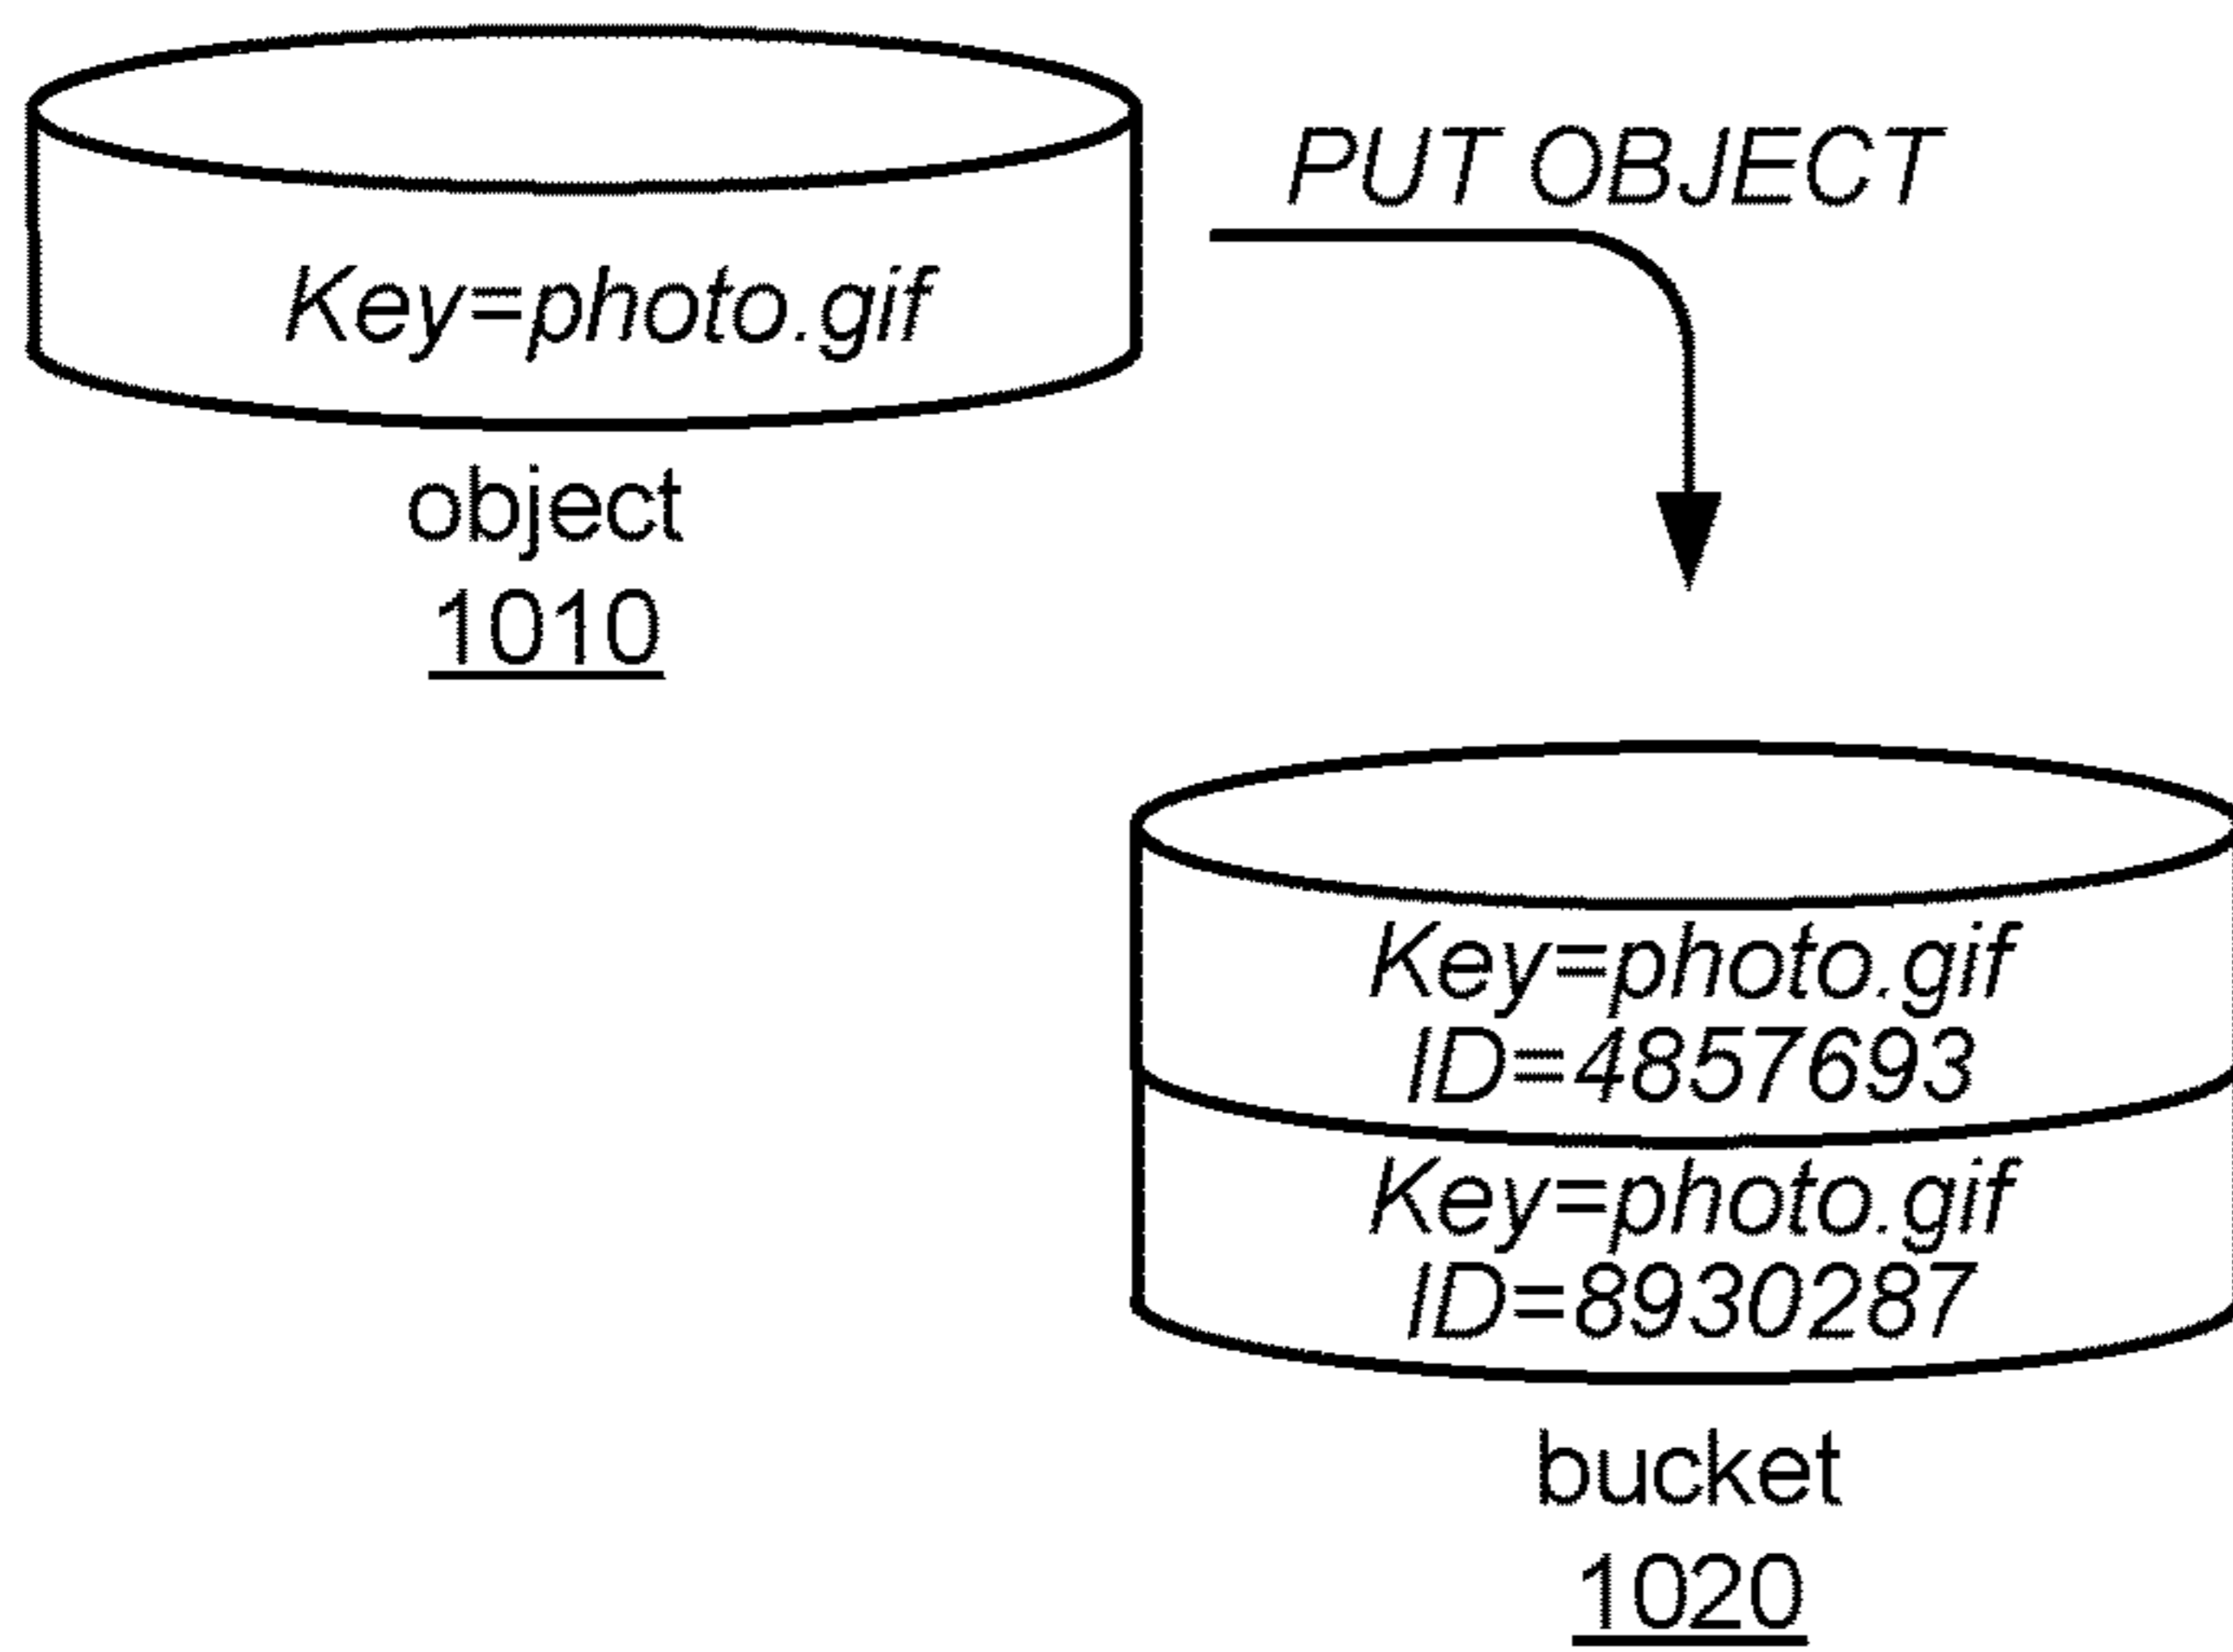 PUT OBJECT
Key=photo.gif
object
1010
Key=photo.gif
ID=4857693
Key=photo.gif
ID=8930287
bucket
1020